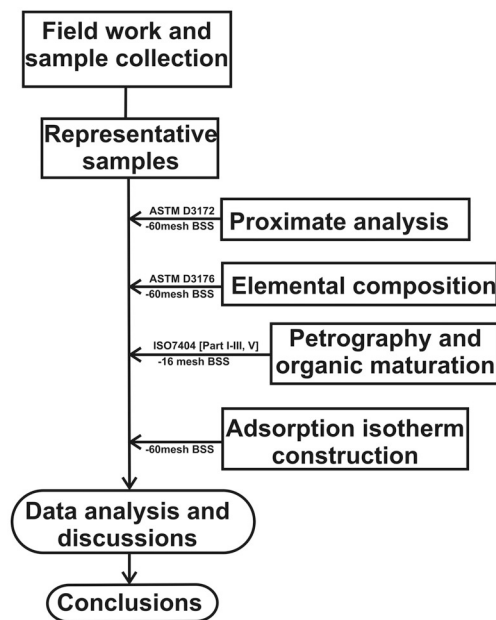 Field work and
sample collection
Representative
samples
ASTM D3172
-60mesh BSS
Proximate analysis
ASTM D3176
-60mesh BSS
Elemental composition
ISO7404 [Part I-III, V]
-16 mesh BSS
Petrography and
organic maturation
-60mesh BSS
Adsorption isotherm
construction
Data analysis and
discussions
Conclusions